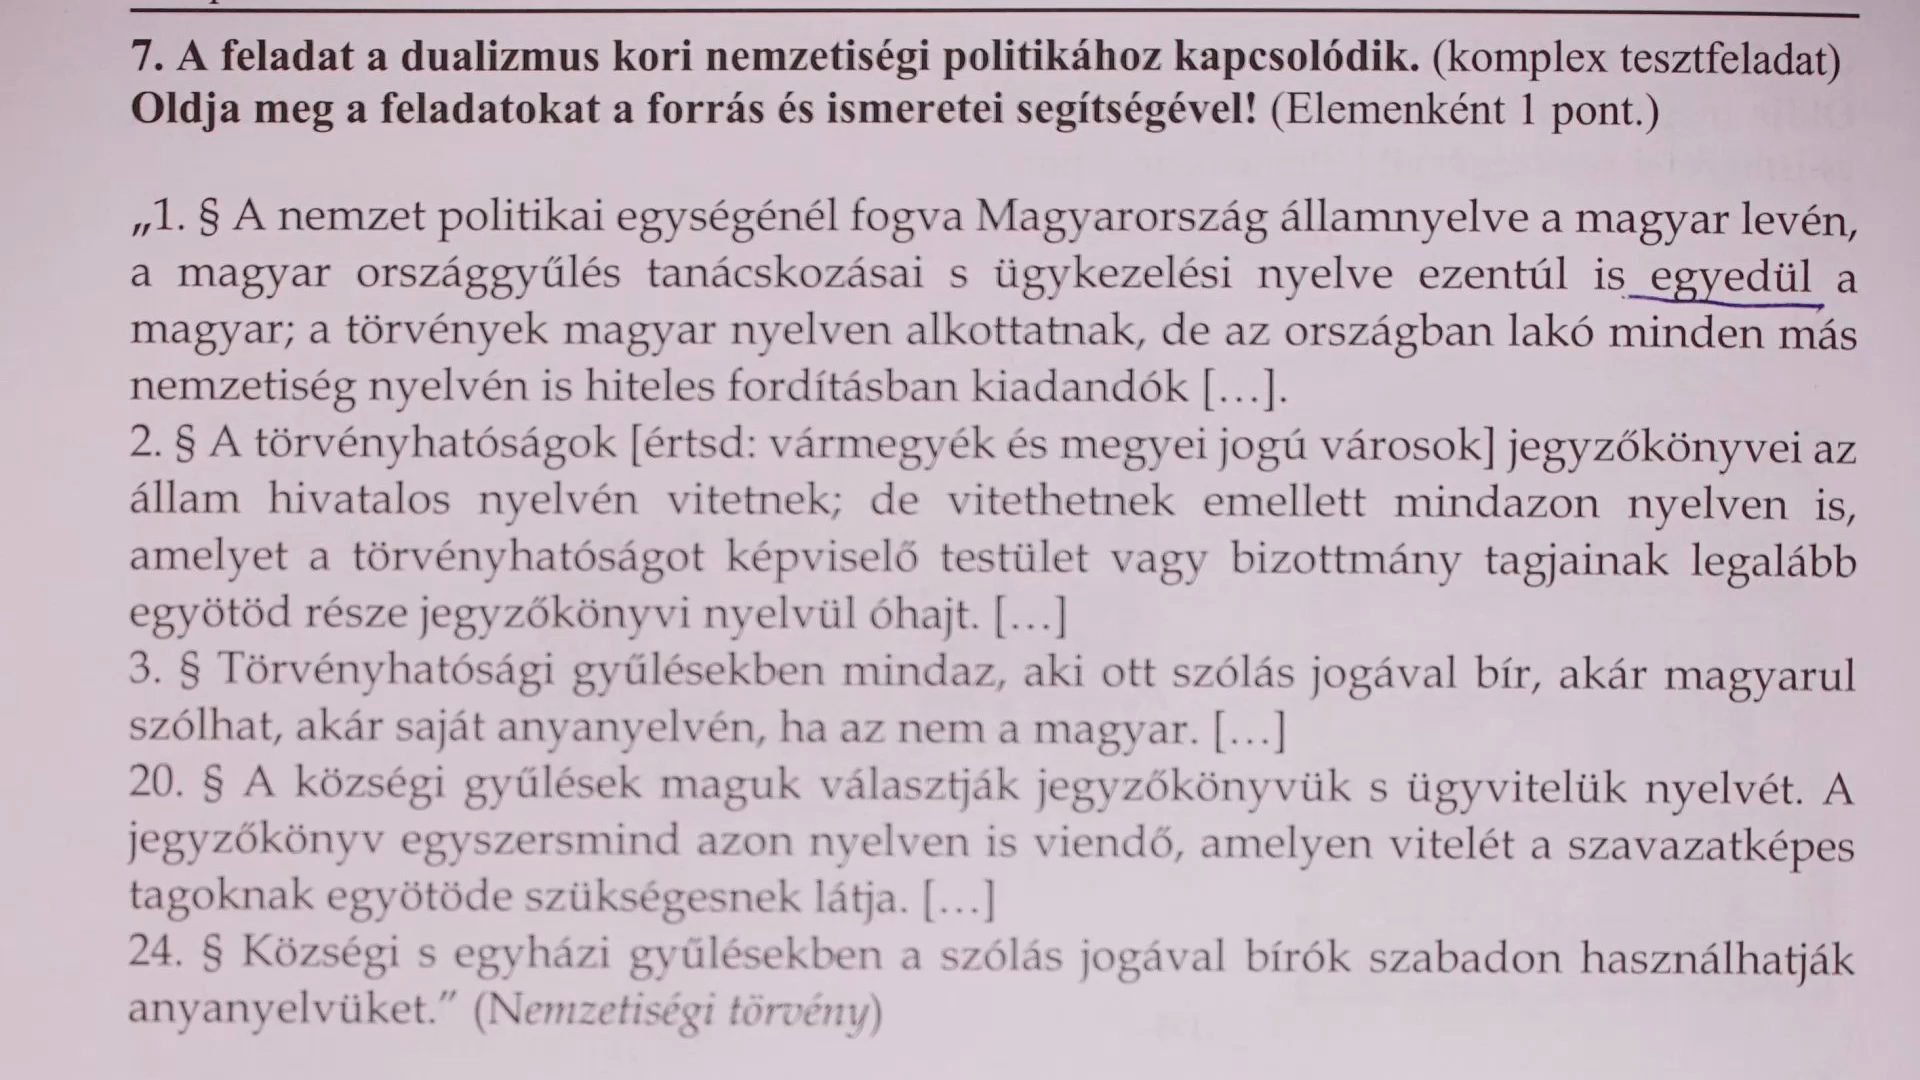 7. A feladat a dualizmus kori nemzetiségi politikához kapcsolódik. (komplex tesztfeladat)
Oldja meg a feladatokat a forrás és ismeretei segítségével! (Elemenként 1 pont.)
„1. § A nemzet politikai egységénél fogva Magyarország államnyelve a magyar levén,
a magyar országgyűlés tanácskozásai s ügykezelési nyelve ezentúl is egyedül a
magyar; a törvények magyar nyelven alkottatnak, de az országban lakó minden más
nemzetiség nyelvén is hiteles fordításban kiadandók […].
2. § A törvényhatóságok [értsd: vármegyék és megyei jogú városok] jegyzőkönyvei az
állam hivatalos nyelvén vitetnek; de vitethetnek emellett mindazon nyelven is,
amelyet a törvényhatóságot képviselő testület vagy bizottmány tagjainak legalább
egyötöd része jegyzőkönyvi nyelvül óhajt. […]
3. § Törvényhatósági gyűlésekben mindaz, aki ott szólás jogával bír, akár magyarul
szólhat, akár saját anyanyelvén, ha az nem a magyar. […]
20. § A községi gyűlések maguk választják jegyzőkönyvük s ügyvitelük nyelvét. A
jegyzőkönyv egyszersmind azon nyelven is viendő, amelyen vitelét a szavazatképes
tagoknak egyötöde szükségesnek látja. […]
24. § Községi s egyházi gyűlésekben a szólás jogával bírók szabadon használhatják
anyanyelvüket.” (Nemzetiségi törvény)